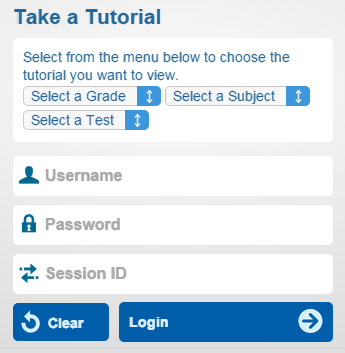 Take a Tutorial
Select from the menu below to choose the
tutorial you want to view.
Select a Grade Select a Subject
Select a Test
Username
Password
Session ID
Clear Login